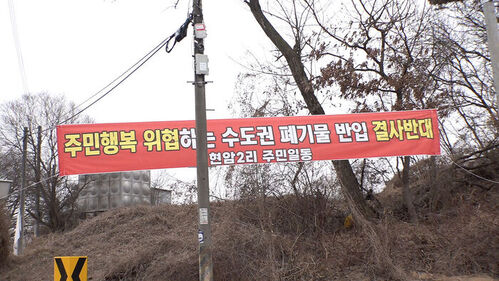 주민행복 위협하는 수도권 폐기물 반입 결사반대
현암2리 주민일동